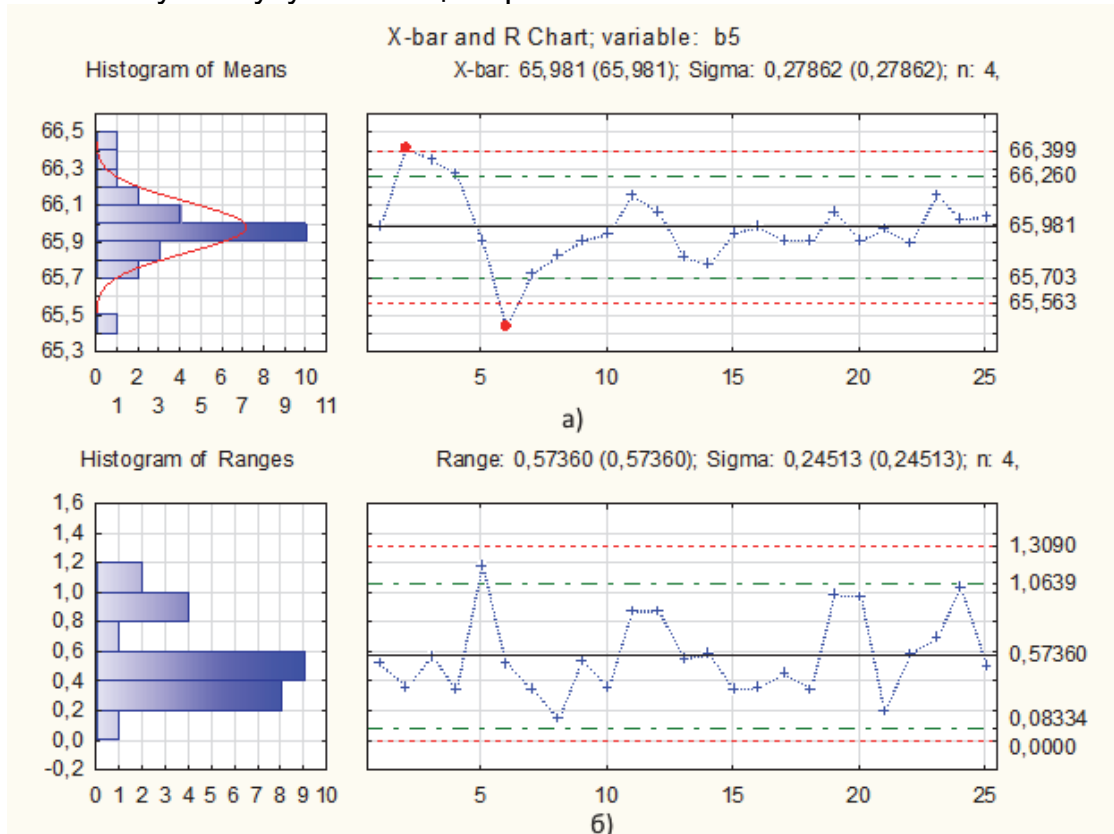 X-bar and R Chart; variable: b5
Histogram of Means
X-bar: 65,981 (65,981); Sigma: 0,27862 (0,27862); n: 4,
66,5
66,3
66,1
65,9
65,7
65,5
65,3
0 2 4 6 8 10
1 3 5 7 9 11
66,399
66,260
65,981
65,703
65,563
5 10 15 20 25
а)
Histogram of Ranges
Range: 0,57360 (0,57360); Sigma: 0,24513 (0,24513); n: 4,
1,6
1,4
1,2
1,0
0,8
0,6
0,4
0,2
0,0
-0,2
0 1 2 3 4 5 6 7 8 9 10
1,3090
1,0639
0,57360
0,08334
0,0000
5 10 15 20 25
б)